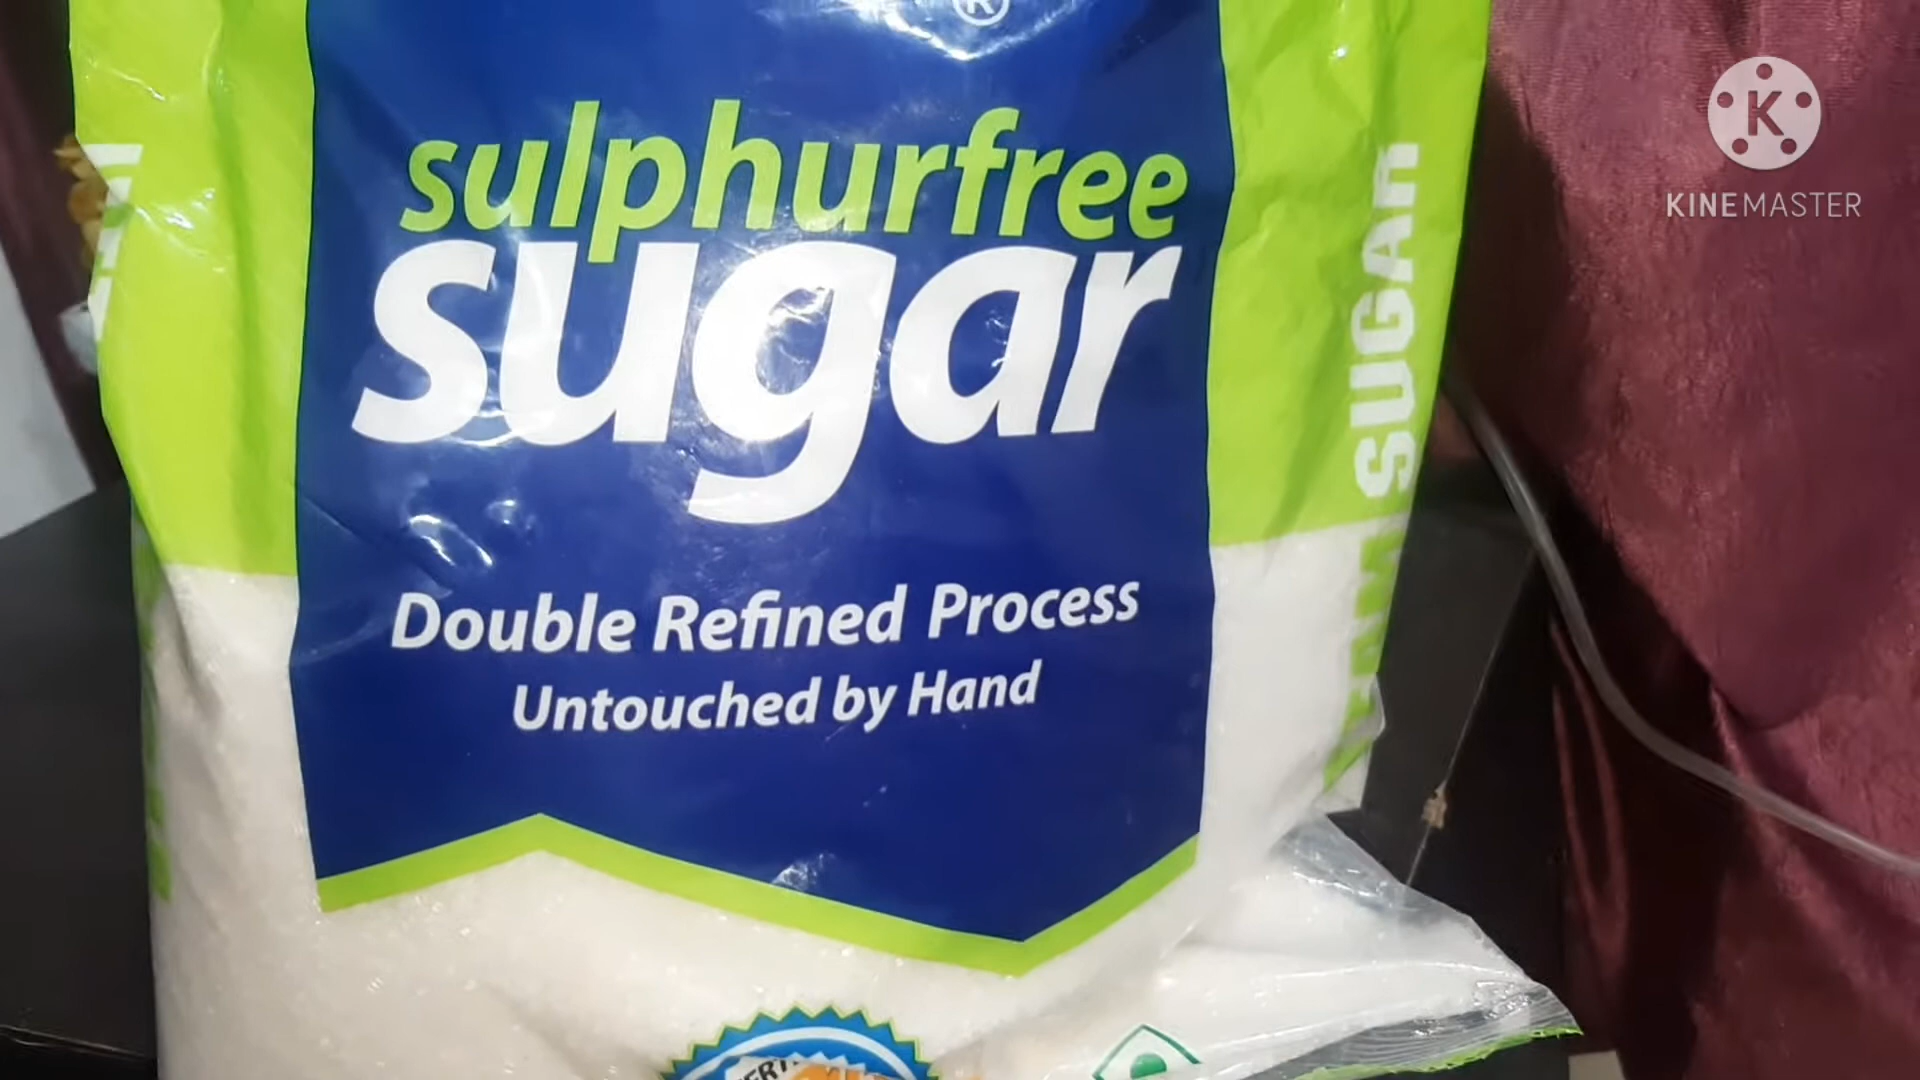 ®
sulphurfree
sugar
Double Refined Process
Untouched by Hand
SUGAR
K
KINEMASTER